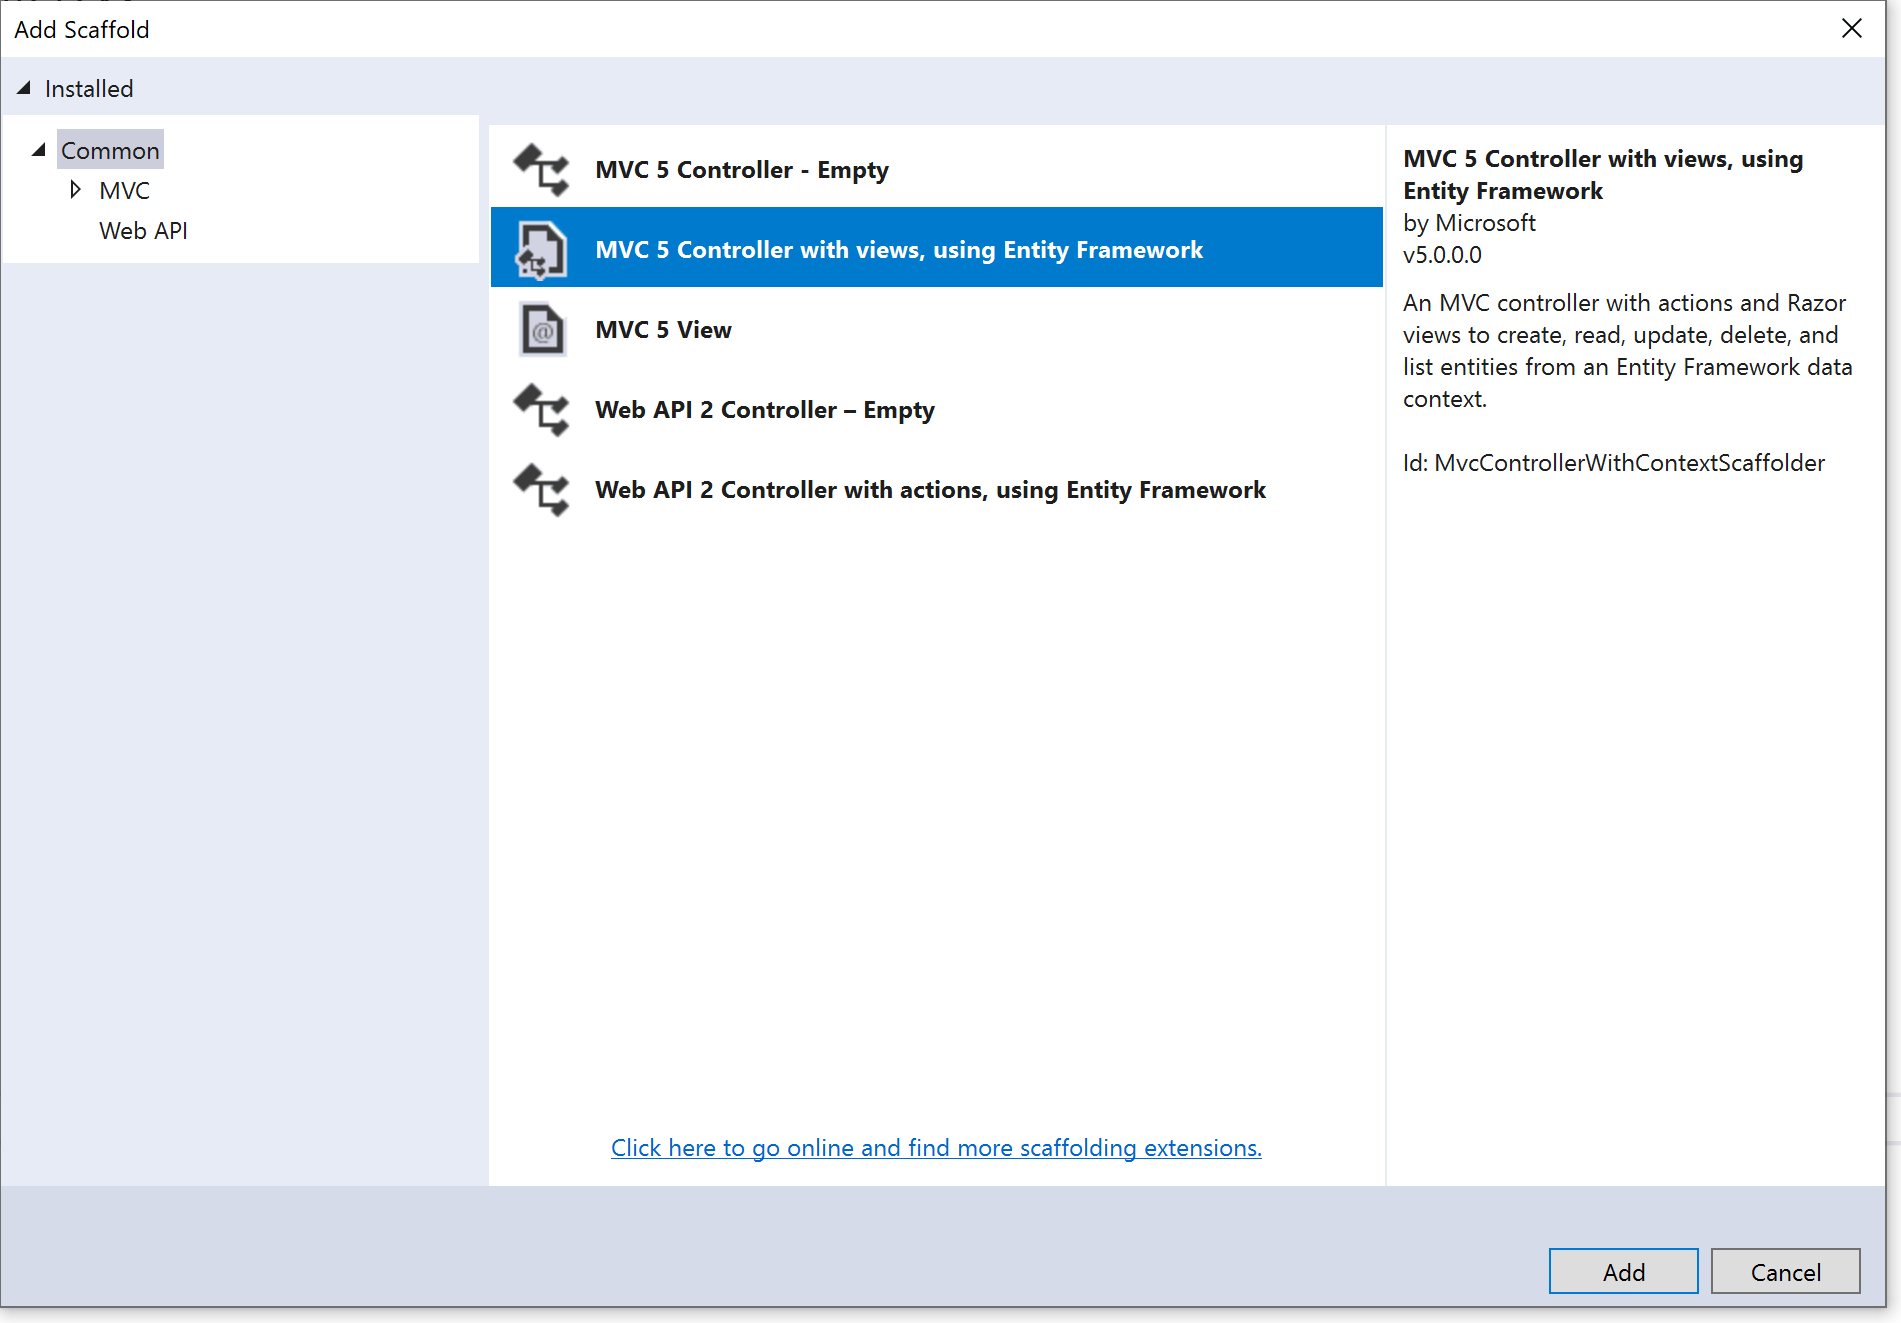 Add Scaffold
Installed
Common
MVC
Web API
MVC 5 Controller - Empty
MVC 5 Controller with views, using Entity Framework
MVC 5 View
Web API 2 Controller – Empty
Web API 2 Controller with actions, using Entity Framework
Click here to go online and find more scaffolding extensions.
MVC 5 Controller with views, using
Entity Framework
by Microsoft
v5.0.0.0
An MVC controller with actions and Razor
views to create, read, update, delete, and
list entities from an Entity Framework data
context.
Id: MvcControllerWithContextScaffolder
Add
Cancel